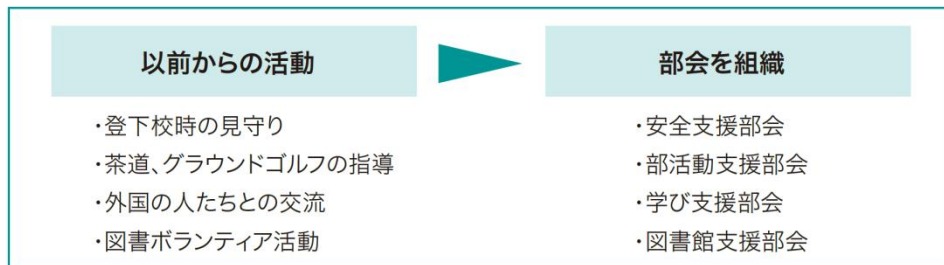 以前からの活動
・登下校時の見守り
・茶道、グラウンドゴルフの指導
・外国の人たちとの交流
・図書ボランティア活動
部会を組織
・安全支援部会
・部活動支援部会
・学び支援部会
・図書館支援部会